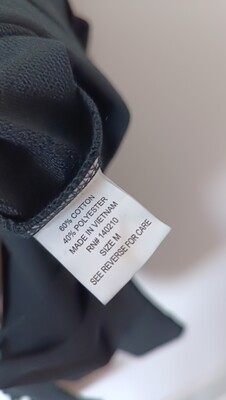 60% COTTON
40% POLYESTER
MADE IN VIETNAM
RN# 140210
SIZE M
SEE REVERSE FOR CARE